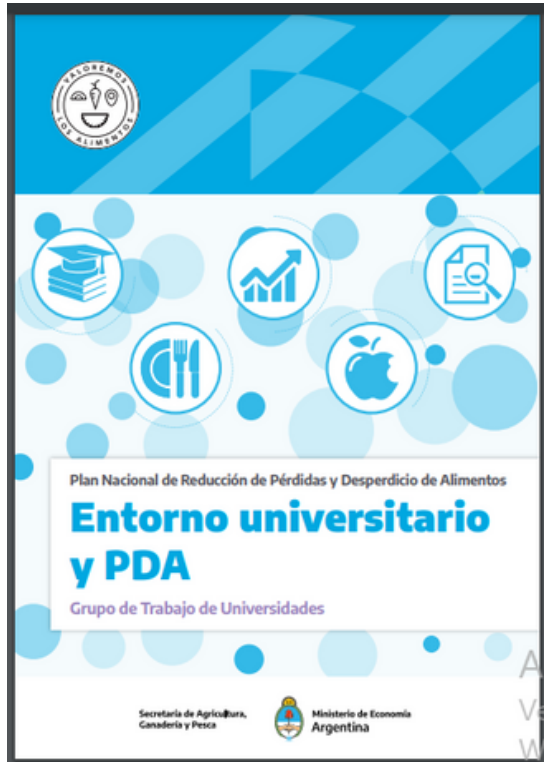 VALOREMOS
LOS ALIMENTOS
Plan Nacional de Reducción de Pérdidas y Desperdicio de Alimentos
Entorno universitario
y PDA
Grupo de Trabajo de Universidades
Secretaría de Agricultura,
Ganadería y Pesca
Ministerio de Economía
Argentina